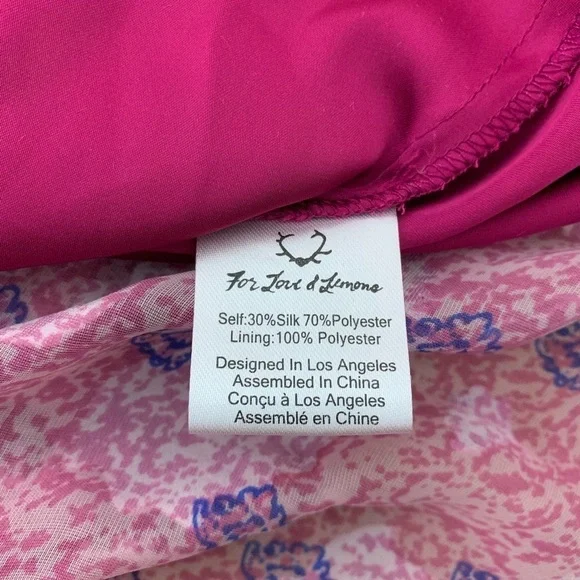 For Love & Lemons
Self:30%Silk 70%Polyester
Lining:100% Polyester
Designed In Los Angeles
Assembled In China
Conçu à Los Angeles
Assemblé en Chine